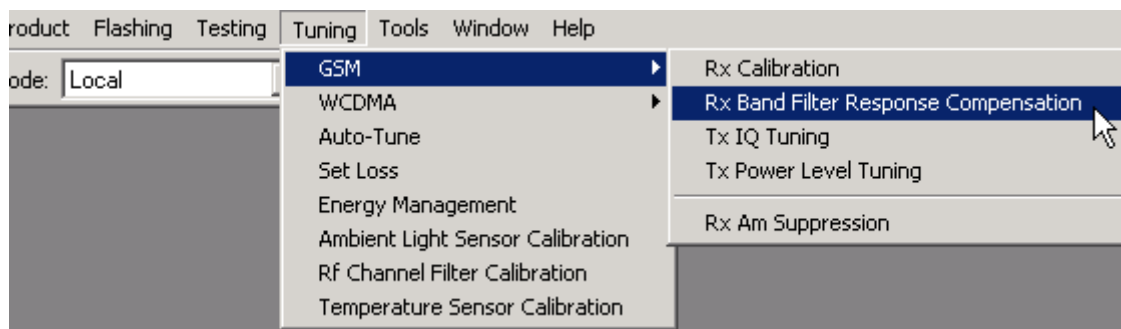 roduct Flashing Testing Tuning Tools Window Help
ode: Local
GSM
WCDMA
Auto-Tune
Set Loss
Energy Management
Ambient Light Sensor Calibration
Rf Channel Filter Calibration
Temperature Sensor Calibration
Rx Calibration
Rx Band Filter Response Compensation
Tx IQ Tuning
Tx Power Level Tuning
Rx Am Suppression